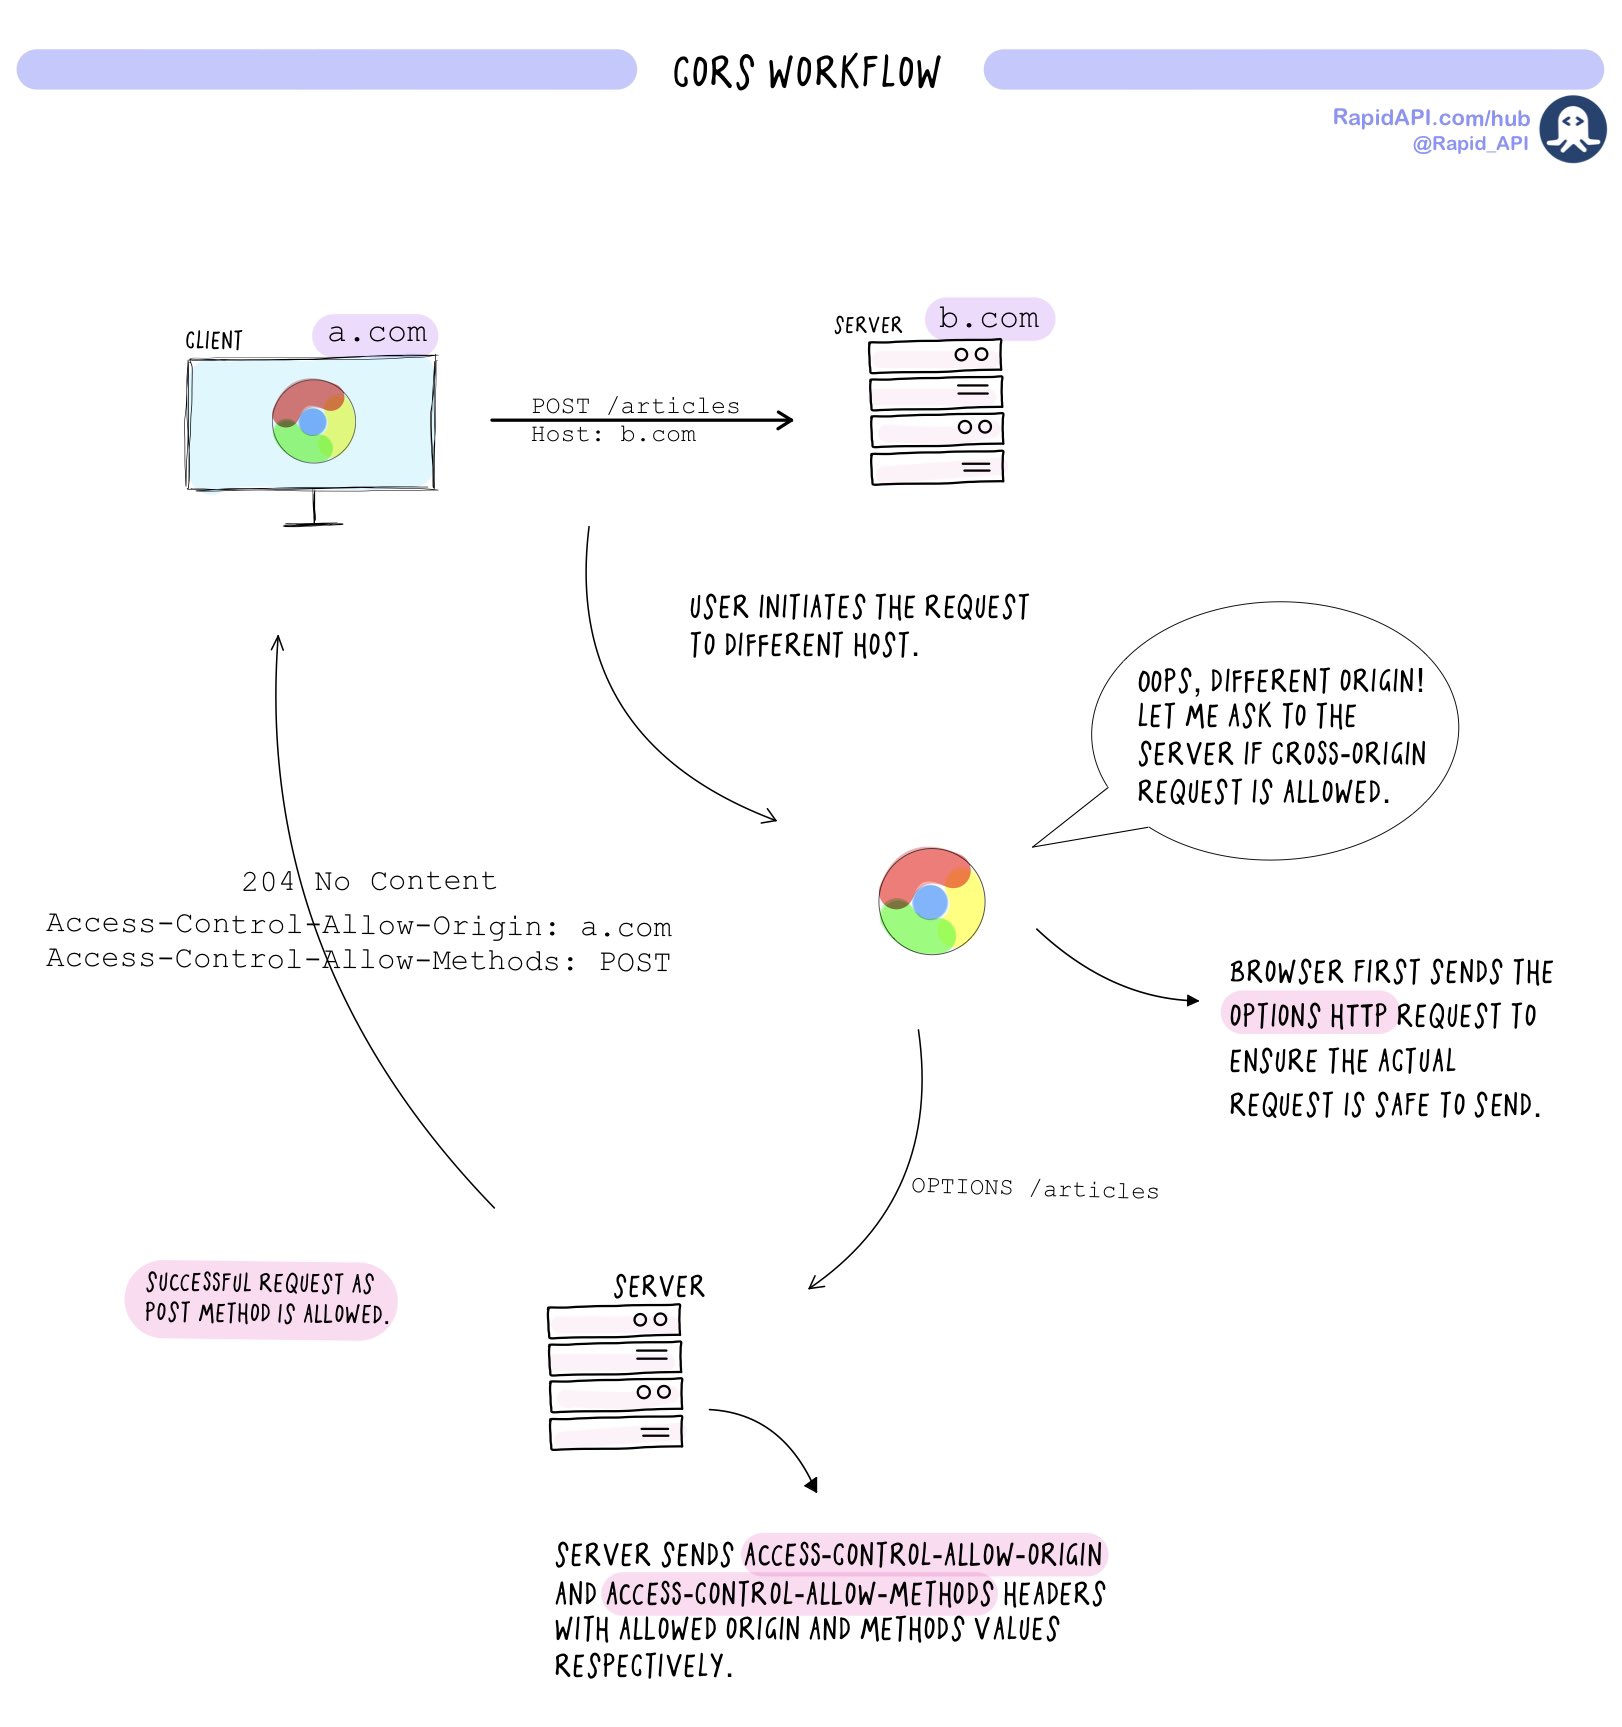 CORS WORKFLOW
RapidAPI.com/hub
@Rapid_API
CLIENT
a.com
SERVER
b.com
POST /articles
Host: b.com
USER INITIATES THE REQUEST
TO DIFFERENT HOST.
OOPS, DIFFERENT ORIGIN!
LET ME ASK TO THE
SERVER IF CROSS-ORIGIN
REQUEST IS ALLOWED.
204 No Content
Access-Control-Allow-Origin: a.com
Access-Control-Allow-Methods: POST
BROWSER FIRST SENDS THE
OPTIONS HTTP REQUEST TO
ENSURE THE ACTUAL
REQUEST IS SAFE TO SEND.
OPTIONS /articles
SUCCESSFUL REQUEST AS
POST METHOD IS ALLOWED.
SERVER
SERVER SENDS ACCESS-CONTROL-ALLOW-ORIGIN
AND ACCESS-CONTROL-ALLOW-METHODS HEADERS
WITH ALLOWED ORIGIN AND METHODS VALUES
RESPECTIVELY.